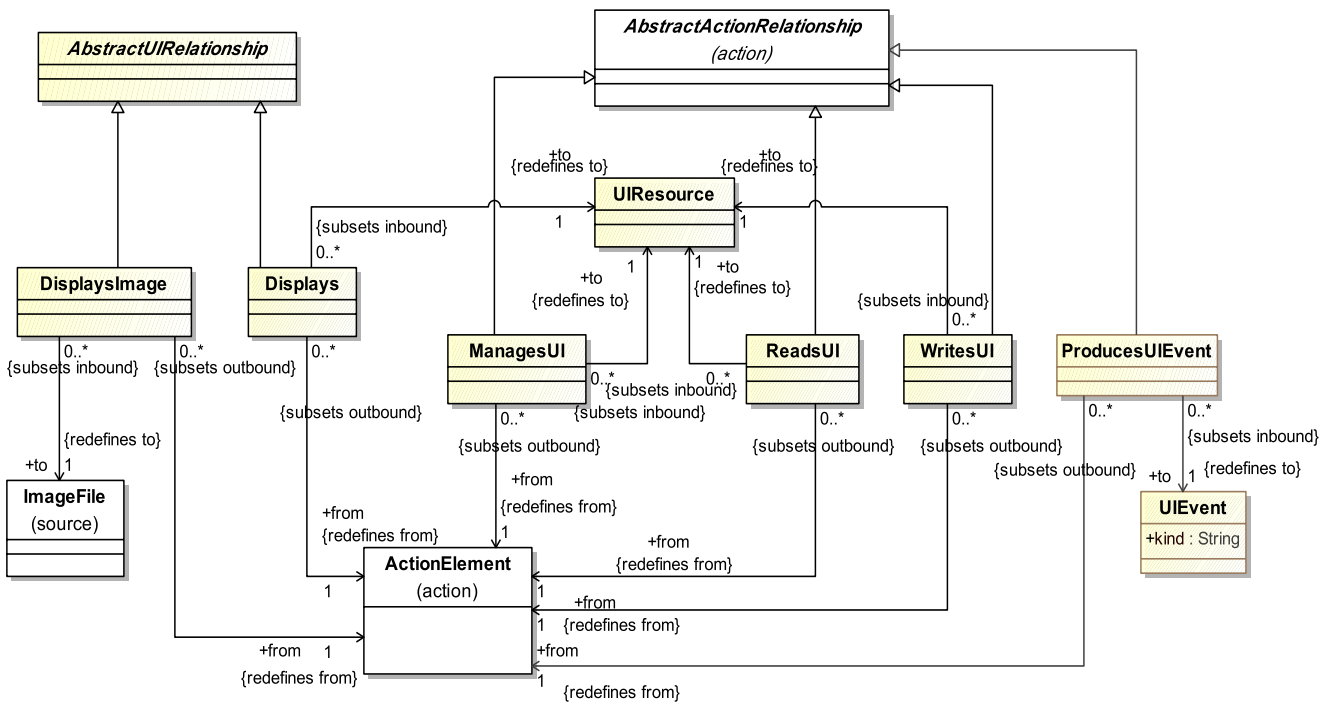 AbstractActionRelationship
(action)
AbstractUIRelationship
+to
{redefines to}
+to
{redefines to}
UIResource
{subsets inbound}
0..*
1
1
DisplaysImage
Displays
+to
1
{redefines to}
1
+to
{redefines to}
{subsets inbound}
0..*
0..*
{subsets inbound}
0..*
{subsets outbound}
0..*
ManagesUI
ReadsUI
WritesUI
ProducesUIEvent
0..*
{subsets inbound}
0..*
{subsets inbound}
{subsets outbound}
0..*
{subsets outbound}
0..*
{subsets outbound}
0..*
{subsets outbound}
0..*
{subsets outbound}
0..*
{subsets inbound}
{redefines to}
+to
1
{redefines to}
+to
1
ImageFile
(source)
UIEvent
+kind : String
+from
{redefines from}
1
+from
{redefines from}
1
ActionElement
(action)
+from
{redefines from}
1
+from
1
{redefines from}
+from
1
{redefines from}
+from
1
{redefines from}